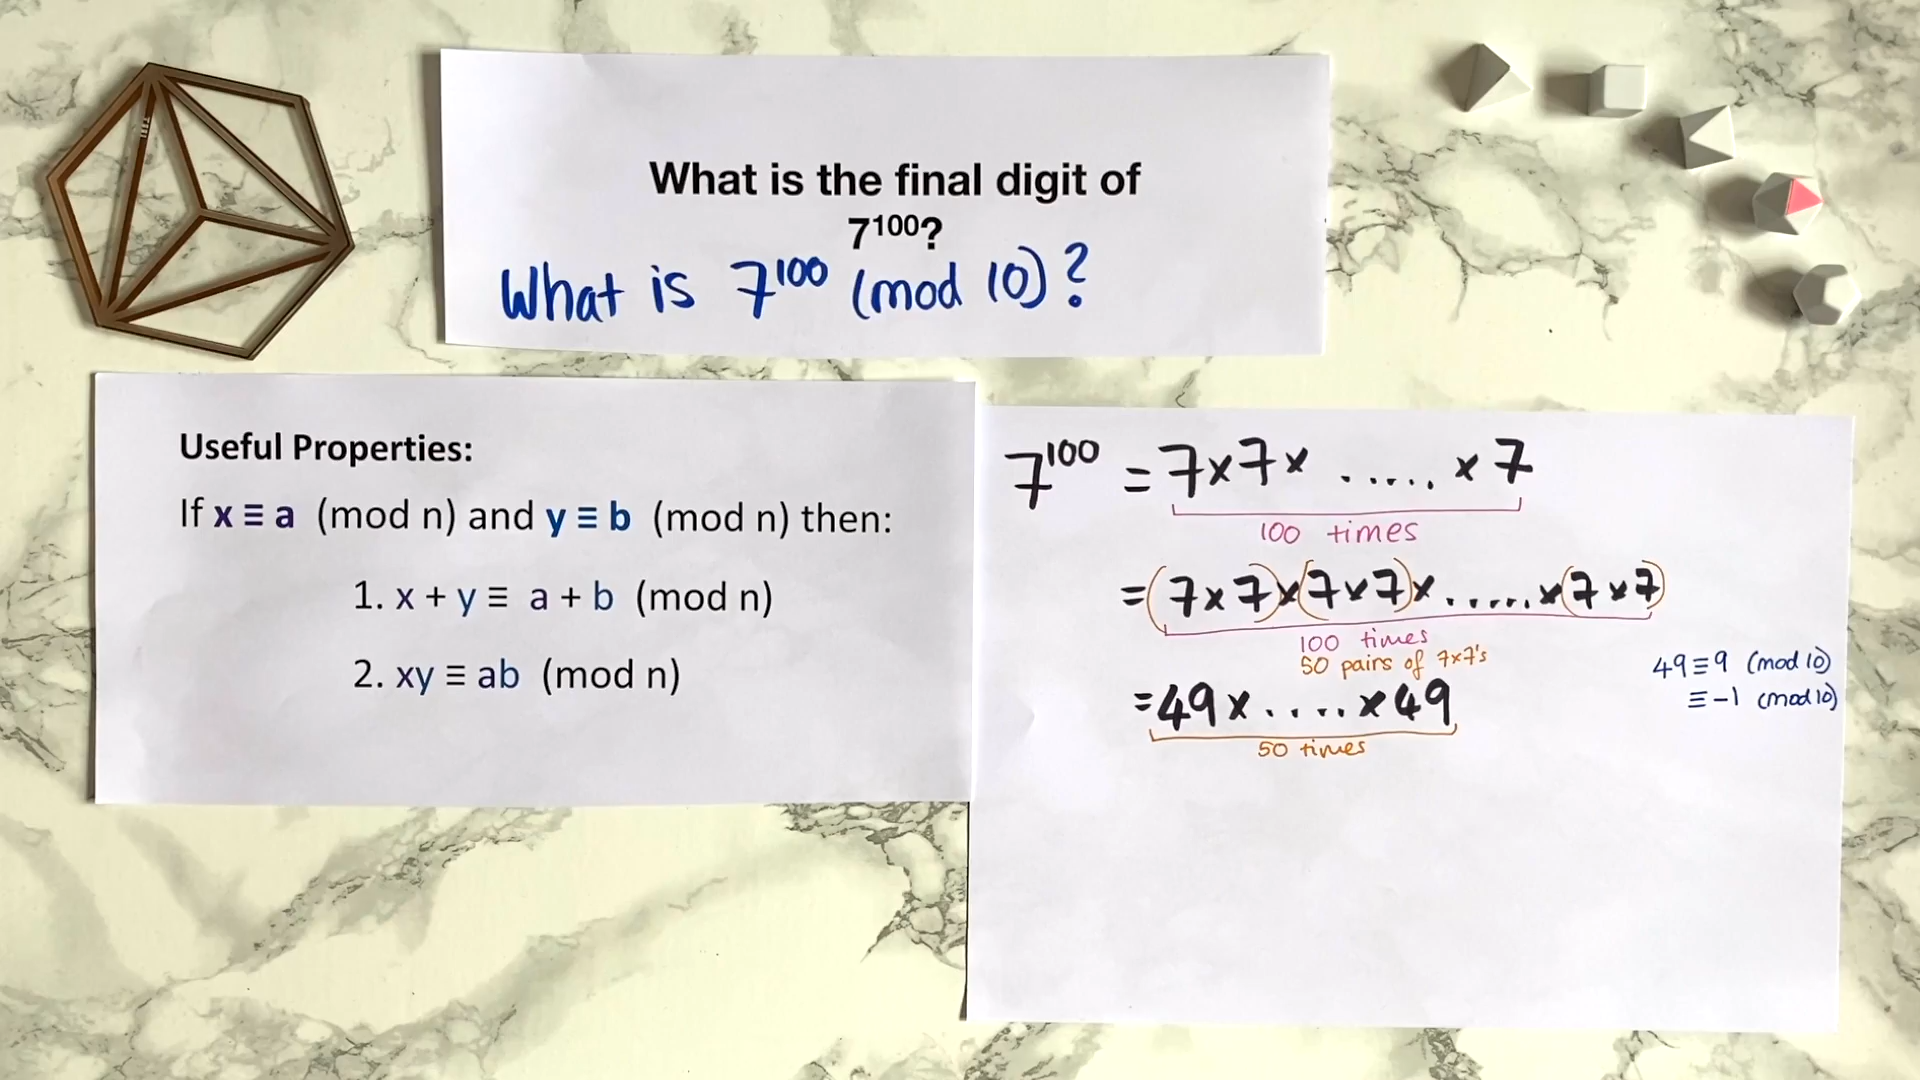 What is the final digit of
7¹⁰⁰?
What is 7¹⁰⁰ (mod 10)?
Useful Properties:
If x ≡ a (mod n) and y ≡ b (mod n) then:
1. x + y ≡ a + b (mod n)
2. xy ≡ ab (mod n)
7¹⁰⁰ = 7×7× ..... ×7
100 times
= (7×7)×(7×7)×......×(7×7)
100 times
50 pairs of 7×7's
=49×....×49
50 times
49≡9 (mod 10)
≡-1 (mod 10)